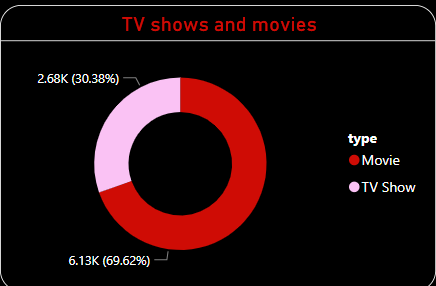 TV shows and movies
2.68K (30.38%)
type
Movie
TV Show
6.13K (69.62%)